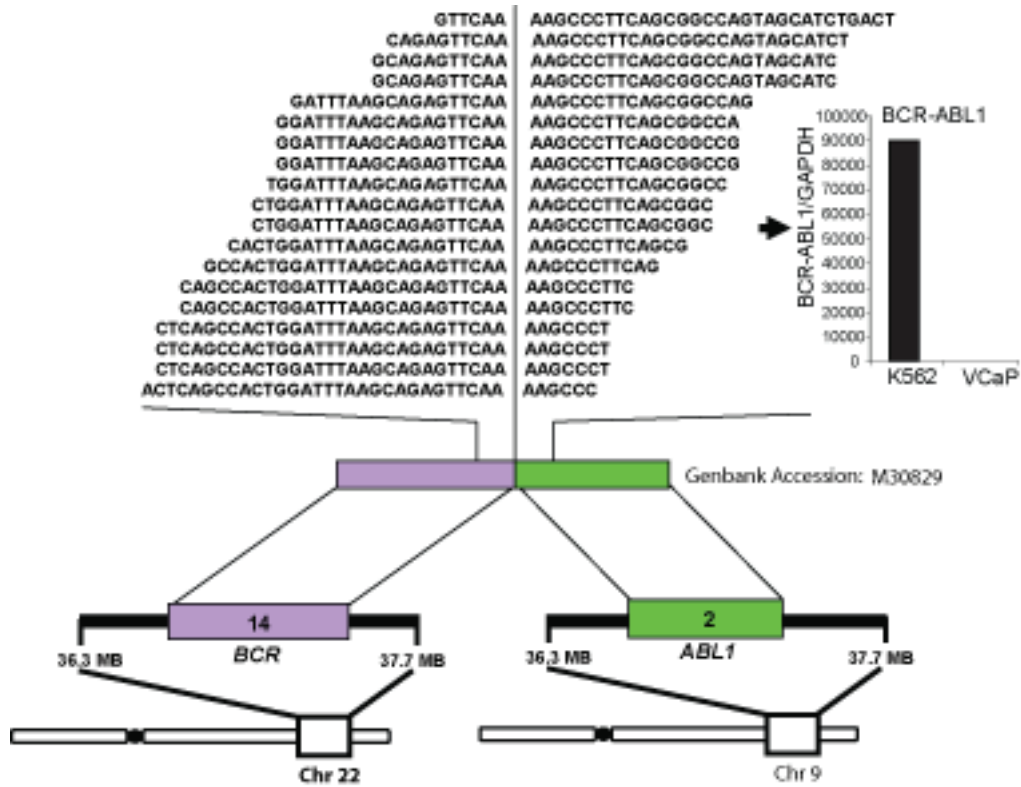 GTTCAA AAGCCCTTCAGCGGCCAGTAGCATCTGACT
CAGAGTTCAA AAGCCCTTCAGCGGCCAGTAGCATCT
GCAGAGTTCAA AAGCCCTTCAGCGGCCAGTAGCATC
GCAGAGTTCAA AAGCCCTTCAGCGGCCAGTAGCATC
GATTTAAGCAGAGTTCAA AAGCCCTTCAGCGGCCAG
GGATTTAAGCAGAGTTCAA AAGCCCTTCAGCGGCCA
GGATTTAAGCAGAGTTCAA AAGCCCTTCAGCGGCCG
GGATTTAAGCAGAGTTCAA AAGCCCTTCAGCGGCCG
TGGATTTAAGCAGAGTTCAA AAGCCCTTCAGCGGCC
CTGGATTTAAGCAGAGTTCAA AAGCCCTTCAGCGGC
CTGGATTTAAGCAGAGTTCAA AAGCCCTTCAGCGGC
CACTGGATTTAAGCAGAGTTCAA AAGCCCTTCAGCG
GCCACTGGATTTAAGCAGAGTTCAA AAGCCCTTCAG
CAGCCACTGGATTTAAGCAGAGTTCAA AAGCCCTTC
CAGCCACTGGATTTAAGCAGAGTTCAA AAGCCCTTC
CTCAGCCACTGGATTTAAGCAGAGTTCAA AAGCCCT
CTCAGCCACTGGATTTAAGCAGAGTTCAA AAGCCCT
CTCAGCCACTGGATTTAAGCAGAGTTCAA AAGCCCT
ACTCAGCCACTGGATTTAAGCAGAGTTCAA AAGCCC
BCR-ABL1
BCR-ABL1/GAPDH
100000
90000
80000
70000
60000
50000
40000
30000
20000
10000
0
K562 VCaP
Genbank Accession: M30829
14
BCR
36.3 MB 37.7 MB
Chr 22
2
ABL1
36.3 MB 37.7 MB
Chr 9